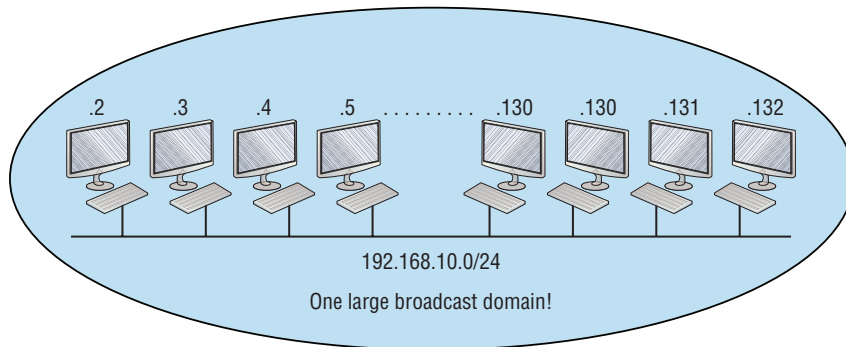 .2 .3 .4 .5 . . . . . . . . . .130 .130 .131 .132
192.168.10.0/24
One large broadcast domain!